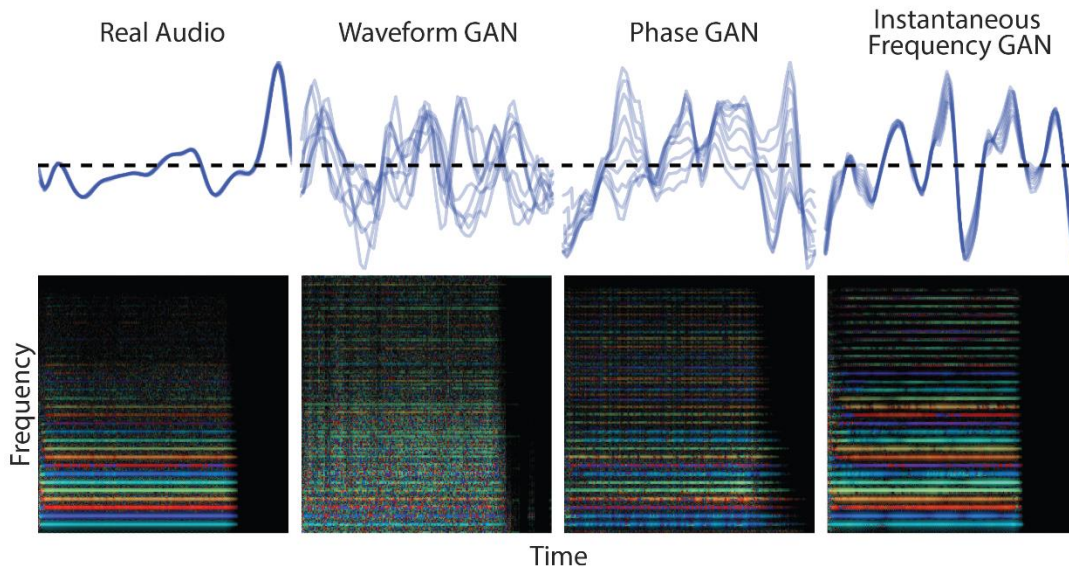 Real Audio
Waveform GAN
Phase GAN
Instantaneous
Frequency GAN
Frequency
Time